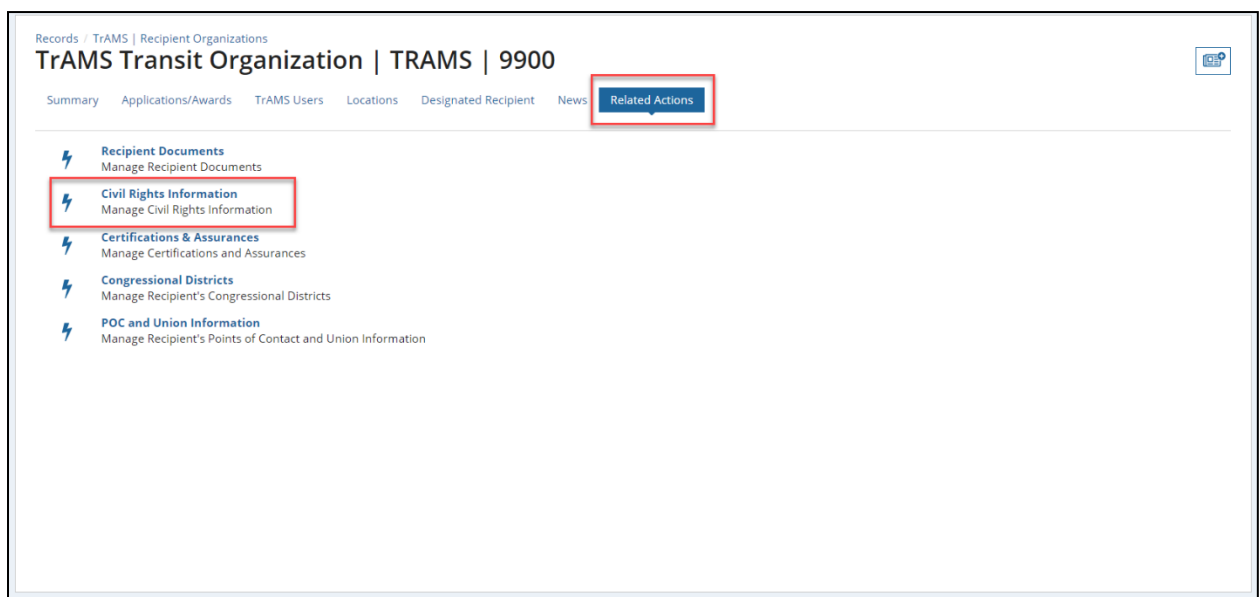 Records / TrAMS | Recipient Organizations
TrAMS Transit Organization | TRAMS | 9900
Summary Applications/Awards TrAMS Users Locations Designated Recipient News Related Actions
Recipient Documents
Manage Recipient Documents
Civil Rights Information
Manage Civil Rights Information
Certifications & Assurances
Manage Certifications and Assurances
Congressional Districts
Manage Recipient's Congressional Districts
POC and Union Information
Manage Recipient's Points of Contact and Union Information